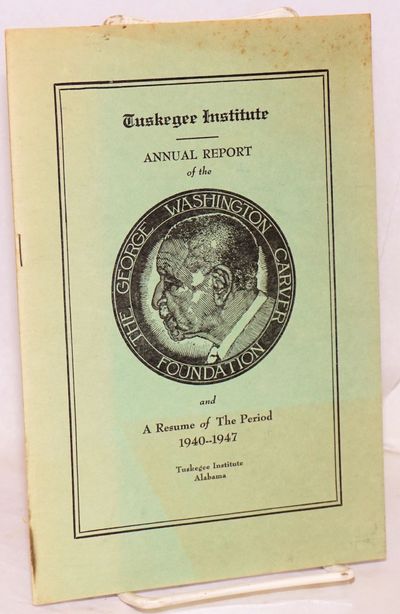 Tuskegee Institute
ANNUAL REPORT
of the
THE GEORGE WASHINGTON CARVER
FOUNDATION
and
A Resume of The Period
1940--1947
Tuskegee Institute
Alabama